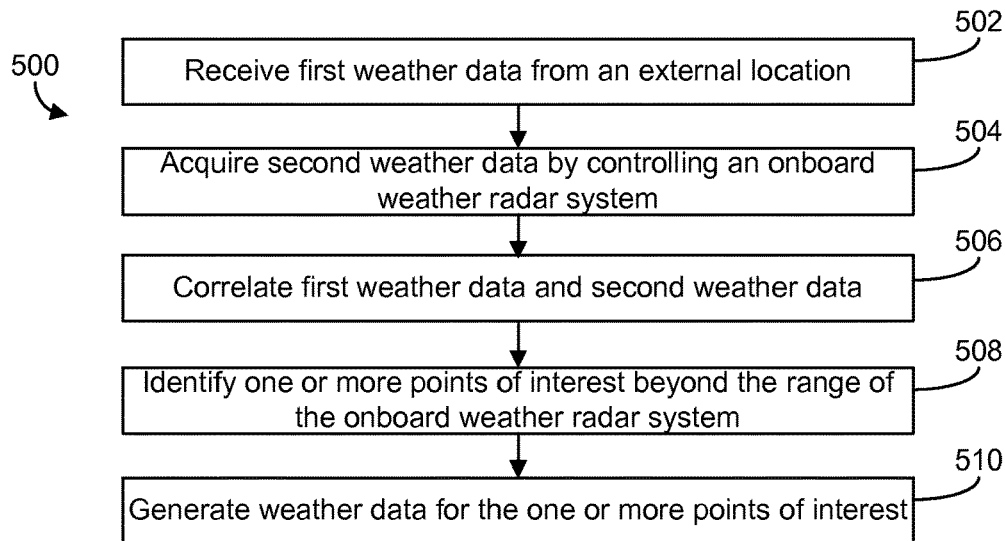 500
502
Receive first weather data from an external location
504
Acquire second weather data by controlling an onboard
weather radar system
506
Correlate first weather data and second weather data
508
Identify one or more points of interest beyond the range of
the onboard weather radar system
510
Generate weather data for the one or more points of interest